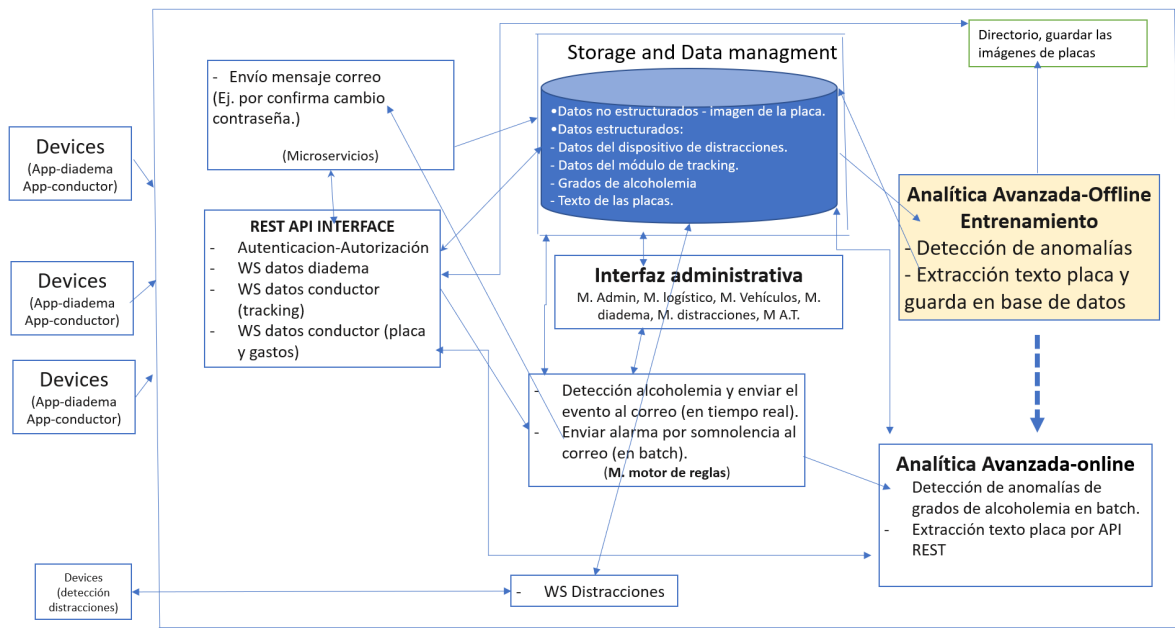 Directorio, guardar las
imágenes de placas
Storage and Data managment
- Envío mensaje correo
(Ej. por confirma cambio
contraseña.)
(Microservicios)
•Datos no estructurados - imagen de la placa.
•Datos estructurados:
- Datos del dispositivo de distracciones.
- Datos del módulo de tracking.
- Grados de alcoholemia
- Texto de las placas.
Devices
(App-diadema
App-conductor)
Analítica Avanzada-Offline
Entrenamiento
- Detección de anomalías
- Extracción texto placa y
guarda en base de datos
REST API INTERFACE
- Autenticacion-Autorización
- WS datos diadema
- WS datos conductor
(tracking)
- WS datos conductor (placa
y gastos)
Interfaz administrativa
M. Admin, M. logístico, M. Vehículos, M.
diadema, M. distracciones, M A.T.
Devices
(App-diadema
App-conductor)
Devices
(App-diadema
App-conductor)
- Detección alcoholemia y enviar el
evento al correo (en tiempo real).
- Enviar alarma por somnolencia al
correo (en batch).
(M. motor de reglas)
Analítica Avanzada-online
Detección de anomalías de
grados de alcoholemia en batch.
- Extracción texto placa por API
REST
Devices
(detección
distracciones)
- WS Distracciones